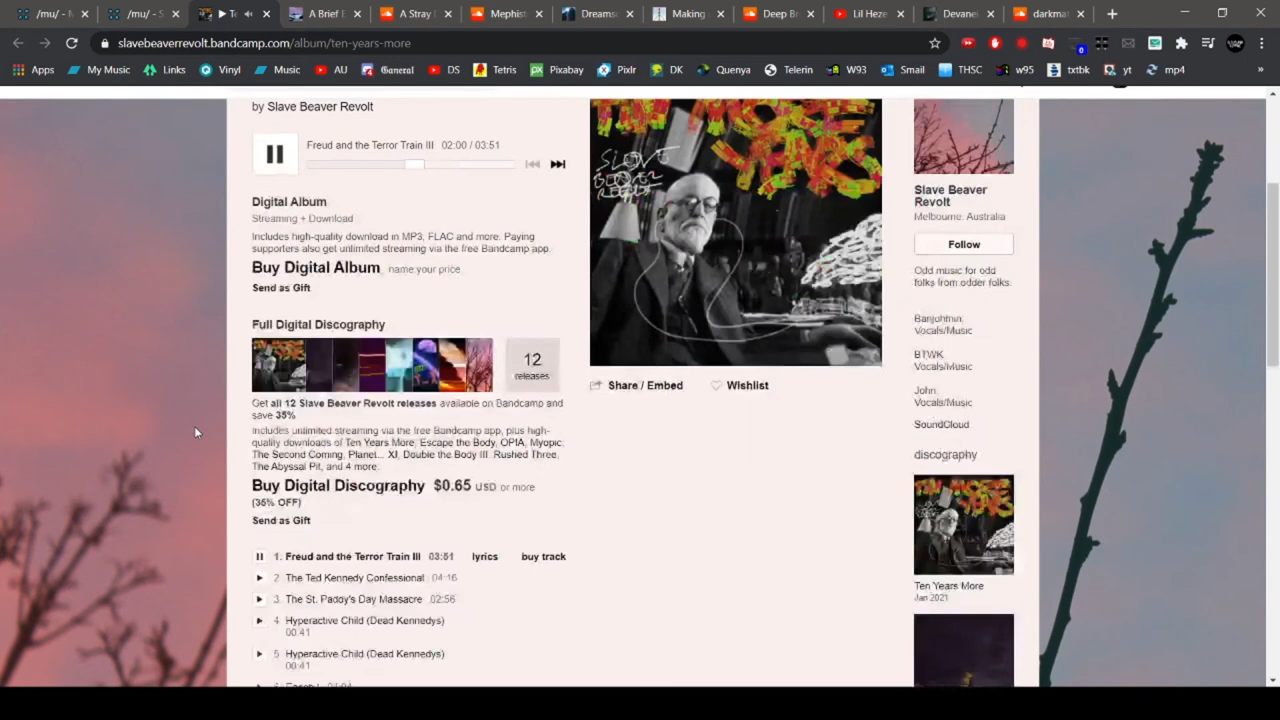 /mu/ - M
/mu/ - S
▶ Te
A Brief E
A Stray D
Mephist
Dreamsc
Making
Deep Br
Lil Heze
Devanei
darkmat
slavebeaverrevolt.bandcamp.com/album/ten-years-more
0
Apps
My Music
Links
Vinyl
Music
AU
General
DS
Tetris
Pixabay
Pixlr
DK
Quenya
Telerin
W93
Smail
THSC
w95
txtbk
yt
mp4
»
by Slave Beaver Revolt
Freud and the Terror Train III 02:00 / 03:51
Digital Album
Streaming + Download
Includes high-quality download in MP3, FLAC and more. Paying
supporters also get unlimited streaming via the free Bandcamp app.
Buy Digital Album name your price
Send as Gift
Full Digital Discography
12
releases
Get all 12 Slave Beaver Revolt releases available on Bandcamp and
save 35%.
Includes unlimited streaming via the free Bandcamp app, plus high-
quality downloads of Ten Years More, Escape the Body, OPIA, Myopic,
The Second Coming, Planet... XI, Double the Body III, Rushed Three,
The Abyssal Pit, and 4 more.
Buy Digital Discography $0.65 USD or more
(35% OFF)
Send as Gift
1. Freud and the Terror Train III 03:51 lyrics buy track
2 The Ted Kennedy Confessional 04:16
3. The St. Paddy's Day Massacre 02:56
4 Hyperactive Child (Dead Kennedys)
00:41
5 Hyperactive Child (Dead Kennedys)
00:41
YEARS
SLAVE
BEAVER
REVOLT
Share / Embed
Wishlist
Slave Beaver
Revolt
Melbourne, Australia
Follow
Odd music for odd
folks from odder folks.
Banjohmin:
Vocals/Music
BTWK:
Vocals/Music
John:
Vocals/Music
SoundCloud
discography
Ten Years More
Jan 2021